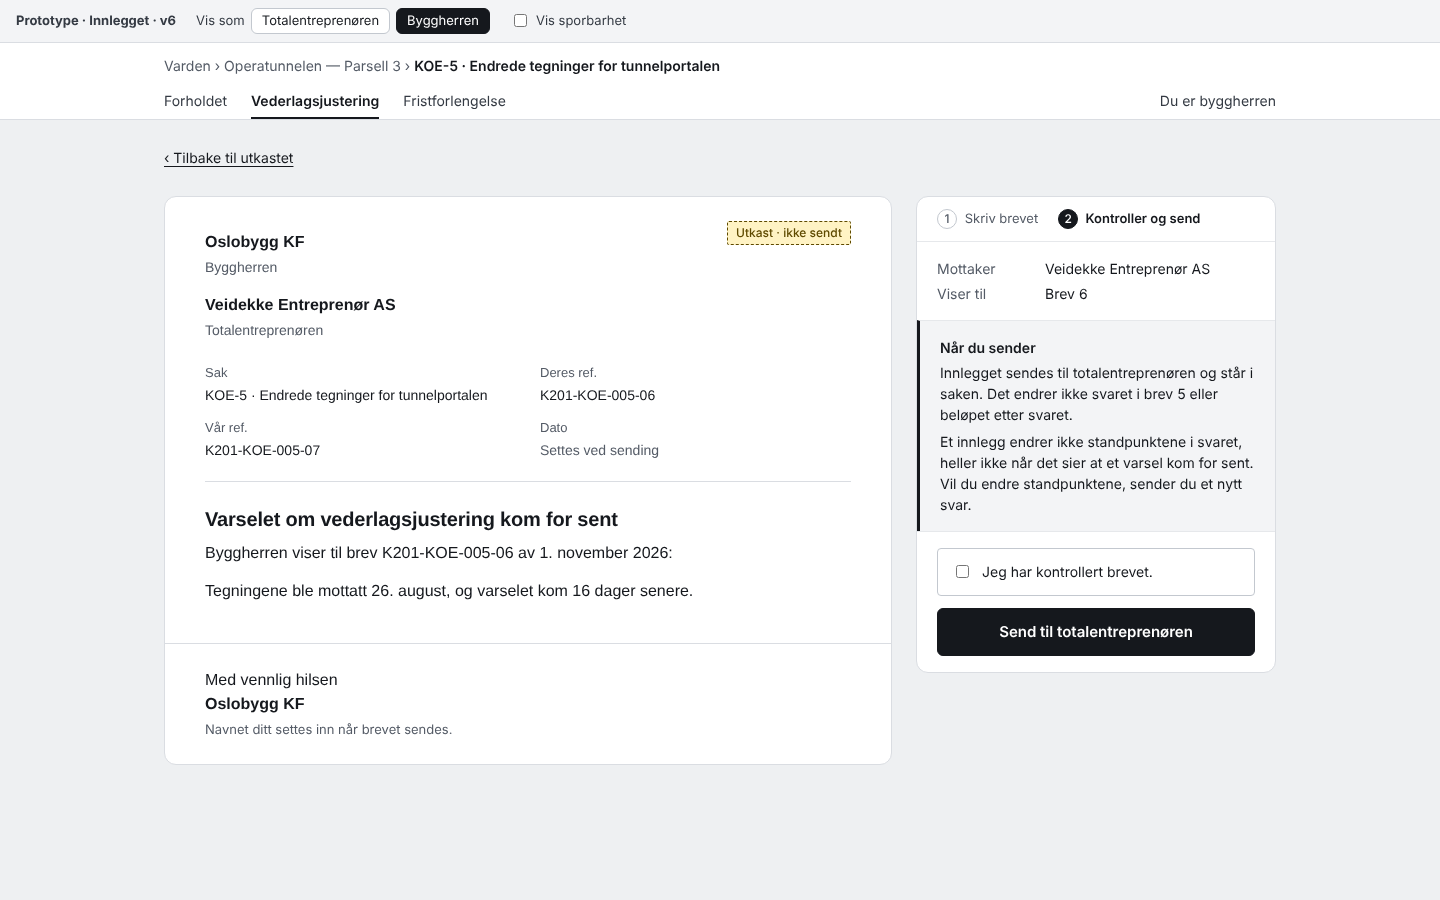 Prototype · Innlegget · v6
Vis som
Totalentreprenøren
Byggherren
Vis sporbarhet
Varden › Operatunnelen — Parsell 3 › KOE-5 · Endrede tegninger for tunnelportalen
Forholdet
Vederlagsjustering
Fristforlengelse
Du er byggherren
‹ Tilbake til utkastet
Utkast · ikke sendt
Oslobygg KF
Byggherren
Veidekke Entreprenør AS
Totalentreprenøren
Sak
KOE-5 · Endrede tegninger for tunnelportalen
Deres ref.
K201-KOE-005-06
Vår ref.
K201-KOE-005-07
Dato
Settes ved sending
Varselet om vederlagsjustering kom for sent
Byggherren viser til brev K201-KOE-005-06 av 1. november 2026:
Tegningene ble mottatt 26. august, og varselet kom 16 dager senere.
Med vennlig hilsen
Oslobygg KF
Navnet ditt settes inn når brevet sendes.
1 Skriv brevet
2 Kontroller og send
Mottaker
Veidekke Entreprenør AS
Viser til
Brev 6
Når du sender
Innlegget sendes til totalentreprenøren og står i
saken. Det endrer ikke svaret i brev 5 eller
beløpet etter svaret.
Et innlegg endrer ikke standpunktene i svaret,
heller ikke når det sier at et varsel kom for sent.
Vil du endre standpunktene, sender du et nytt
svar.
Jeg har kontrollert brevet.
Send til totalentreprenøren